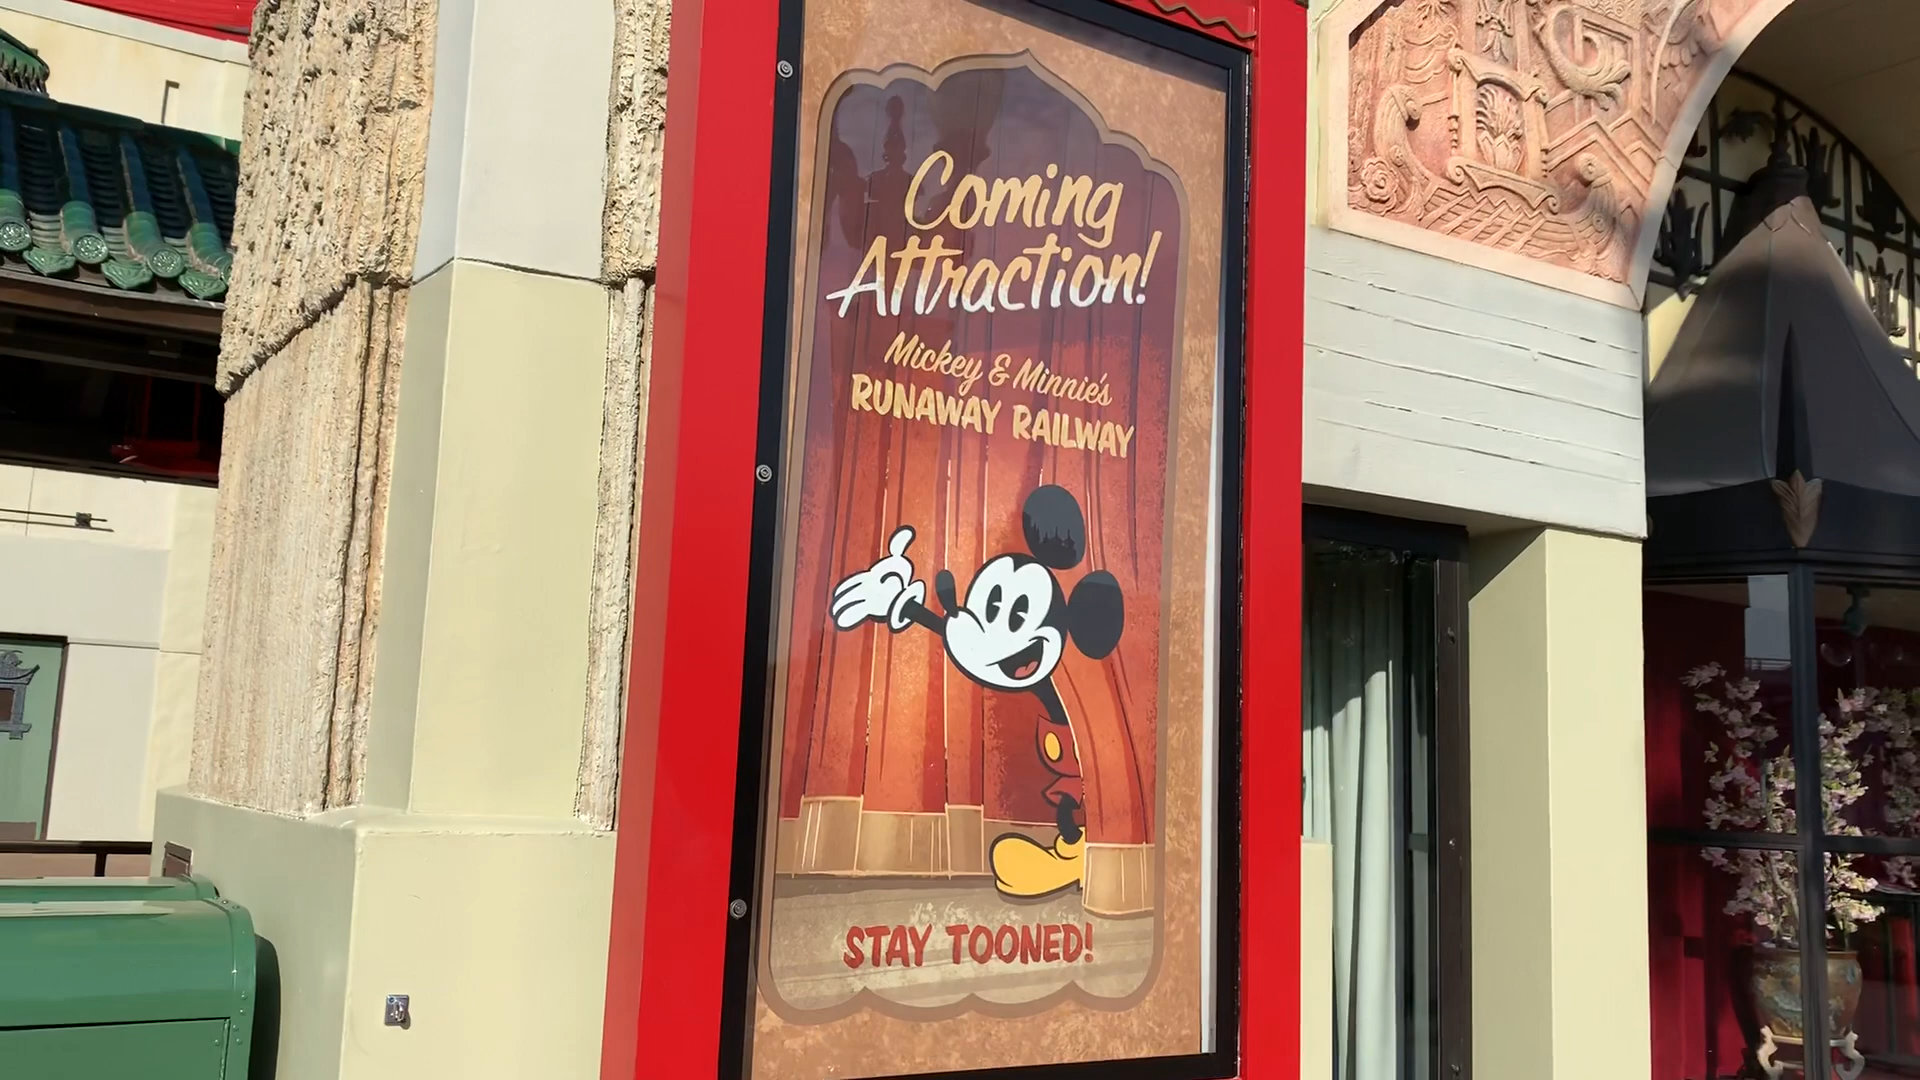 Coming
Attraction!
Mickey & Minnie's
RUNAWAY RAILWAY
STAY TOONED!